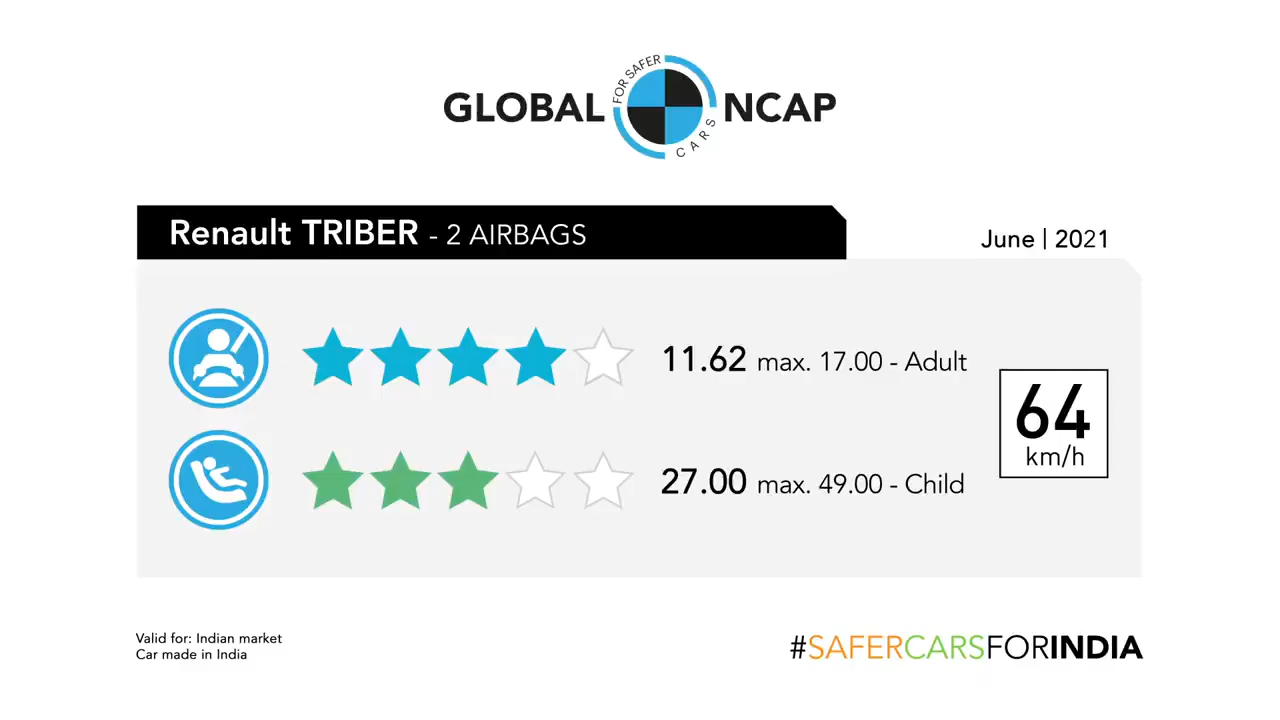 GLOBAL FOR SAFER CARS NCAP
Renault TRIBER - 2 AIRBAGS
June | 2021
11.62 max. 17.00 - Adult
64
km/h
27.00 max. 49.00 - Child
Valid for: Indian market
Car made in India
#SAFERCARSFORINDIA